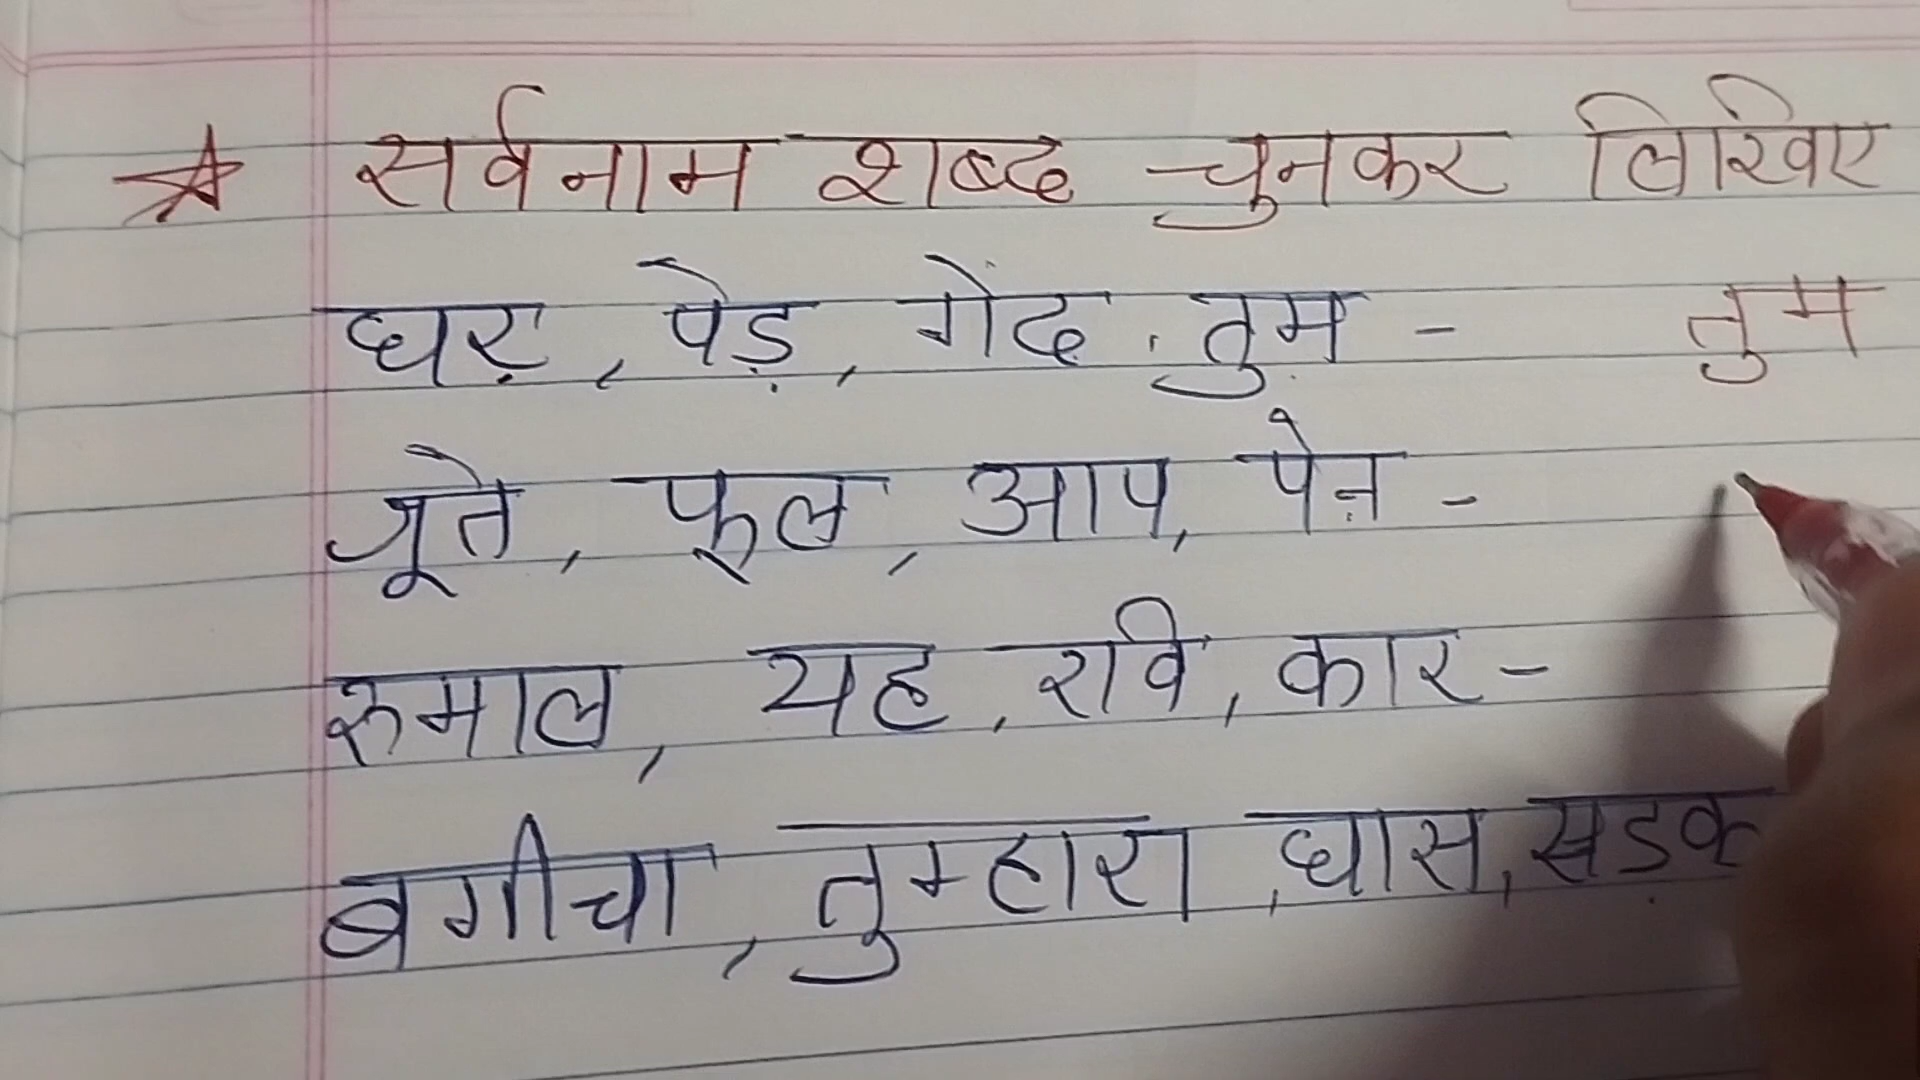 ☆ सर्वनाम शब्द चुनकर लिखिए
घर, पेड़, गेंद, तुम - तुम
जूते, फूल, आप, पेन -
रुमाल, यह, रवि, कार -
बगीचा, तुम्हारा, घास, सड़क